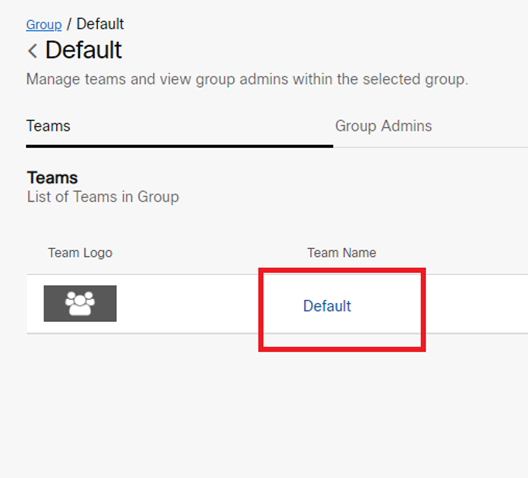 Group / Default
< Default
Manage teams and view group admins within the selected group.
Teams Group Admins
Teams
List of Teams in Group
Team Logo Team Name
Default